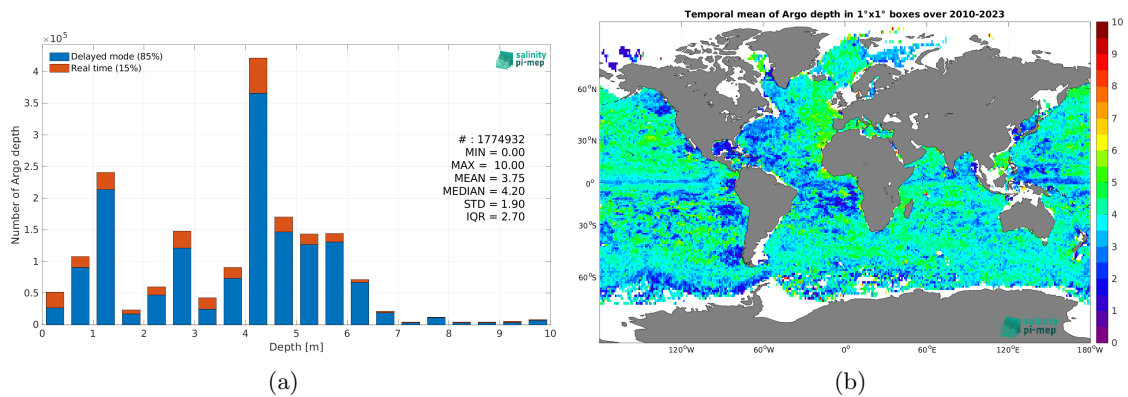 ×10⁵
Delayed mode (85%)
Real time (15%)
salinity
pi-mep
4
3.5
3
2.5
2
1.5
1
0.5
0
Number of Argo depth
# : 1774932
MIN = 0.00
MAX = 10.00
MEAN = 3.75
MEDIAN = 4.20
STD = 1.90
IQR = 2.70
0 1 2 3 4 5 6 7 8 9 10
Depth [m]
(a)
Temporal mean of Argo depth in 1°x1° boxes over 2010-2023
60°N
30°N
0°
30°S
60°S
120°W 60°W 0° 60°E 120°E 180°W
salinity
pi-mep
10
9
8
7
6
5
4
3
2
1
0
(b)